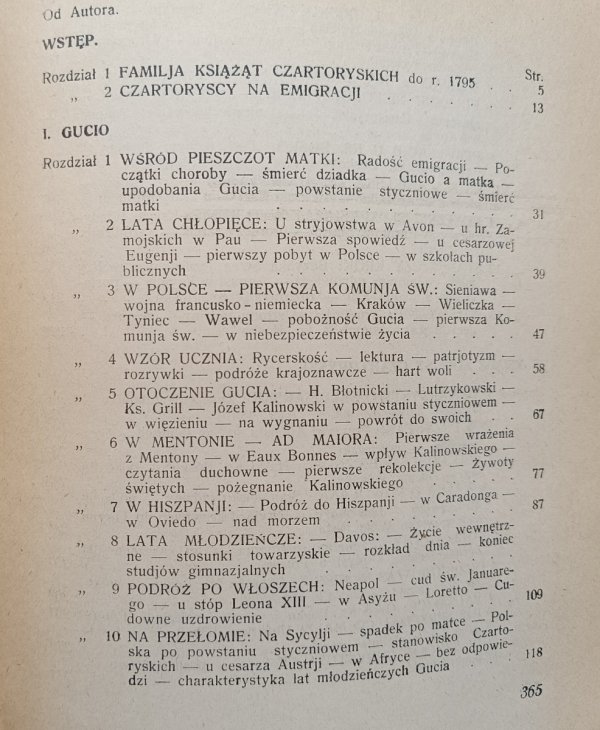 Od Autora.
WSTĘP.
Str.
Rozdział 1 FAMILJA KSIĄŻĄT CZARTORYSKICH do r. 1795 . . 5
„ 2 CZARTORYSCY NA EMIGRACJI . . . . . . . 13
I. GUCIO
Rozdział 1 WŚRÓD PIESZCZOT MATKI: Radość emigracji — Po-
czątki choroby — śmierć dziadka — Gucio a matka —
upodobania Gucia — powstanie styczniowe — śmierć
matki . . . . . . . . . . . 31
„ 2 LATA CHŁOPIĘCE: U stryjowstwa w Avon — u hr. Za-
mojskich w Pau — Pierwsza spowiedź — u cesarzowej
Eugenji — pierwszy pobyt w Polsce — w szkołach pu-
blicznych . . . . . . . . . . 39
„ 3 W POLSCE — PIERWSZA KOMUNJA ŚW.: Sieniawa —
wojna francusko-niemiecka — Kraków — Wieliczka —
Tyniec — Wawel — pobożność Gucia — pierwsza Ko-
munja św. — w niebezpieczeństwie życia . . . . . 47
„ 4 WZÓR UCZNIA: Rycerskość — lektura — patrjotyzm —
rozrywki — podróże krajoznawcze — hart woli . . . 58
„ 5 OTOCZENIE GUCIA: — H. Błotnicki — Lutrzykowski —
Ks. Grill — Józef Kalinowski w powstaniu styczniowem —
w więzieniu — na wygnaniu — powrót do swoich . . 67
„ 6 W MENTONIE — AD MAIORA: Pierwsze wrażenia
z Mentony — w Eaux Bonnes — wpływ Kalinowskiego —
czytania duchowne — pierwsze rekolekcje — Żywoty
świętych — pożegnanie Kalinowskiego . . . . 77
„ 7 W HISZPANJI: — Podróż do Hiszpanji — w Caradonga —
w Oviedo — nad morzem . . . . . . . 87
„ 8 LATA MŁODZIEŃCZE: — Davos: — Życie wewnętrz-
ne — stosunki towarzyskie — rozkład dnia — koniec
studjów gimnazjalnych . . . . . . . .
„ 9 PODRÓŻ PO WŁOSZECH: Neapol — cud św. Januare-
go — u stóp Leona XIII — w Asyżu — Loretto — Cu-
downe uzdrowienie . . . . . . . . 109
„ 10 NA PRZEŁOMIE: Na Sycylji — spadek po matce — Pol-
ska po powstaniu styczniowem — stanowisko Czarto-
ryskich — u cesarza Austrji — w Afryce — bez odpowie-
dzi — charakterystyka lat młodzieńczych Gucia . . 118
365